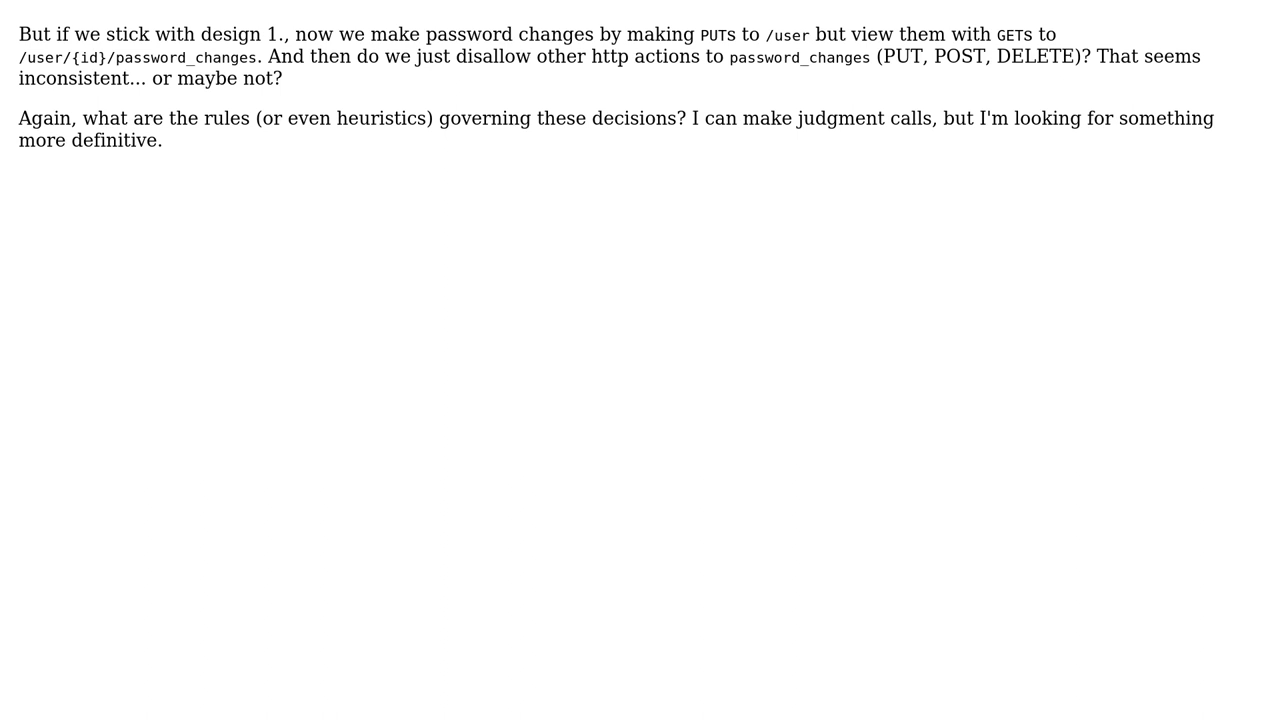 But if we stick with design 1., now we make password changes by making PUTs to /user but view them with GETs to
/user/{id}/password_changes. And then do we just disallow other http actions to password_changes (PUT, POST, DELETE)? That seems
inconsistent... or maybe not?
Again, what are the rules (or even heuristics) governing these decisions? I can make judgment calls, but I'm looking for something
more definitive.